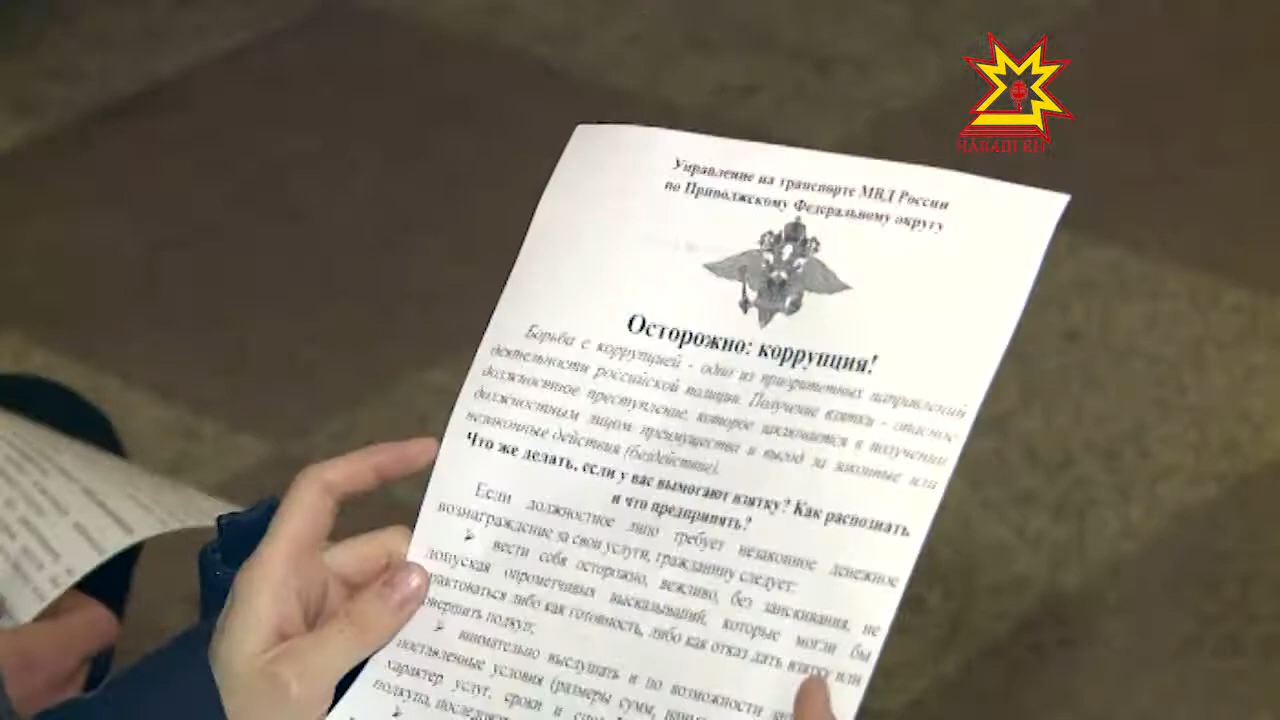 ЧĂВАШ ЕН
Управление на транспорте МВД России
по Приволжскому Федеральному округу
Осторожно: коррупция!
Борьба с коррупцией - одно из приоритетных направлений
деятельности российской полиции. Получение взятки - опасное
должностное преступление, которое заключается в получении
должностным лицом преимущества и выгод за законные или
незаконные действия (бездействие).
Что же делать, если у вас вымогают взятку? Как распознать
и что предпринять?
Если должностное лицо требует незаконное денежное
вознаграждение за свои услуги, гражданину следует:
➢ вести себя осторожно, вежливо, без заискивания, не
допуская опрометчивых высказываний, которые могли бы
трактоваться либо как готовность, либо как отказ дать взятку или
совершить подкуп;
➢ внимательно выслушать и по возможности
поставленные условия (размеры сумм,
характер услуг, сроки и
подкупа,